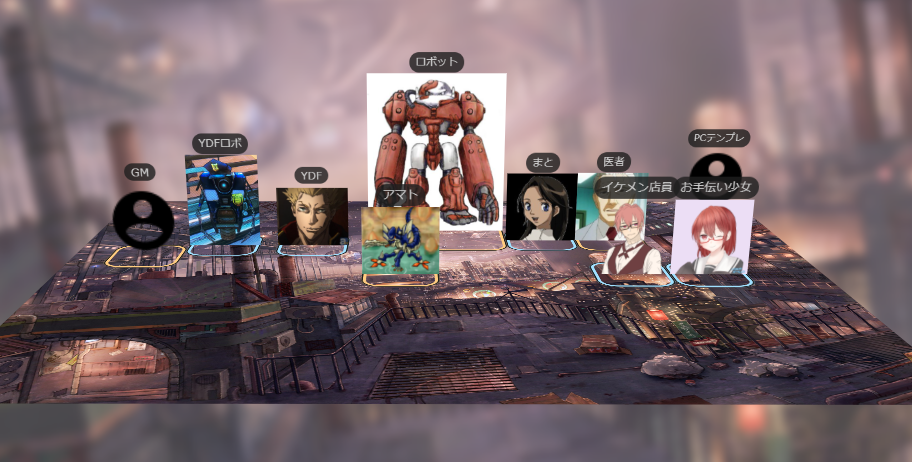 ロボット
PCテンプレ
YDFロボ
まと
医者
GM
YDF
イケメン店員
お手伝い少女
アマト